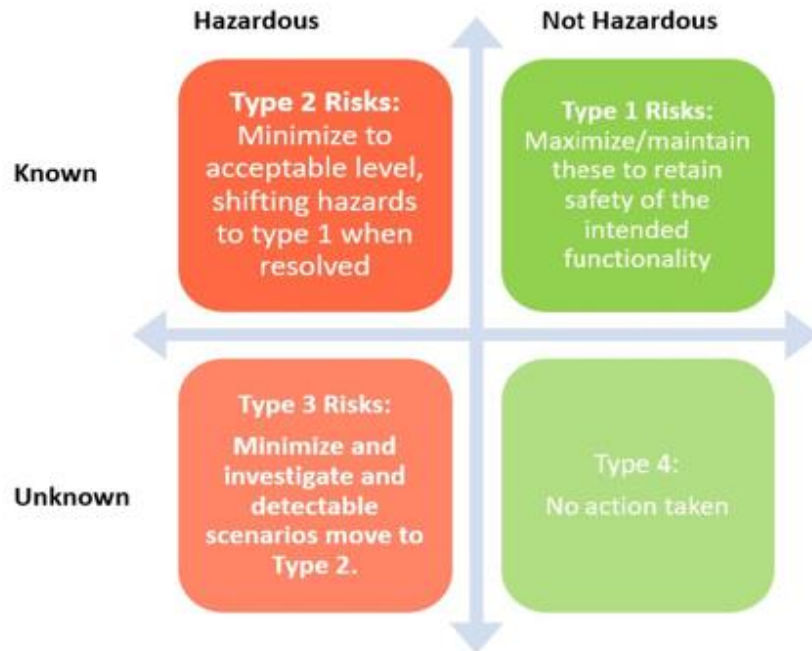 Hazardous
Not Hazardous
Known
Type 2 Risks:
Minimize to
acceptable level,
shifting hazards
to type 1 when
resolved
Type 1 Risks:
Maximize/maintain
these to retain
safety of the
intended
functionality
Unknown
Type 3 Risks:
Minimize and
investigate and
detectable
scenarios move to
Type 2.
Type 4:
No action taken